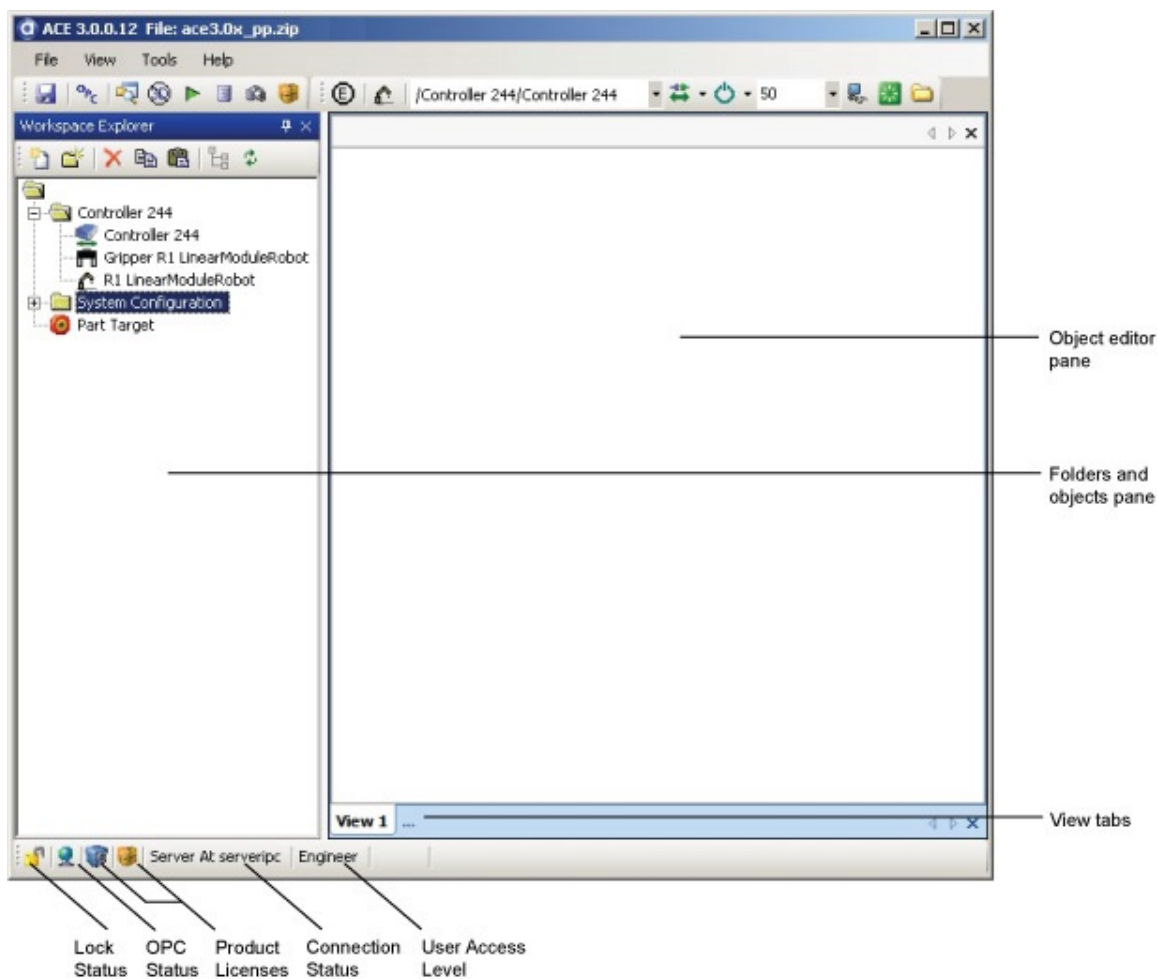 ACE 3.0.0.12 File: ace3.0x_pp.zip
File View Tools Help
/Controller 244/Controller 244 50
Workspace Explorer
Controller 244
Controller 244
Gripper R1 LinearModuleRobot
R1 LinearModuleRobot
System Configuration
Part Target
Object editor
pane
Folders and
objects pane
View 1 ...
View tabs
Server At serveripc Engineer
Lock
Status
OPC
Status
Product
Licenses
Connection
Status
User Access
Level